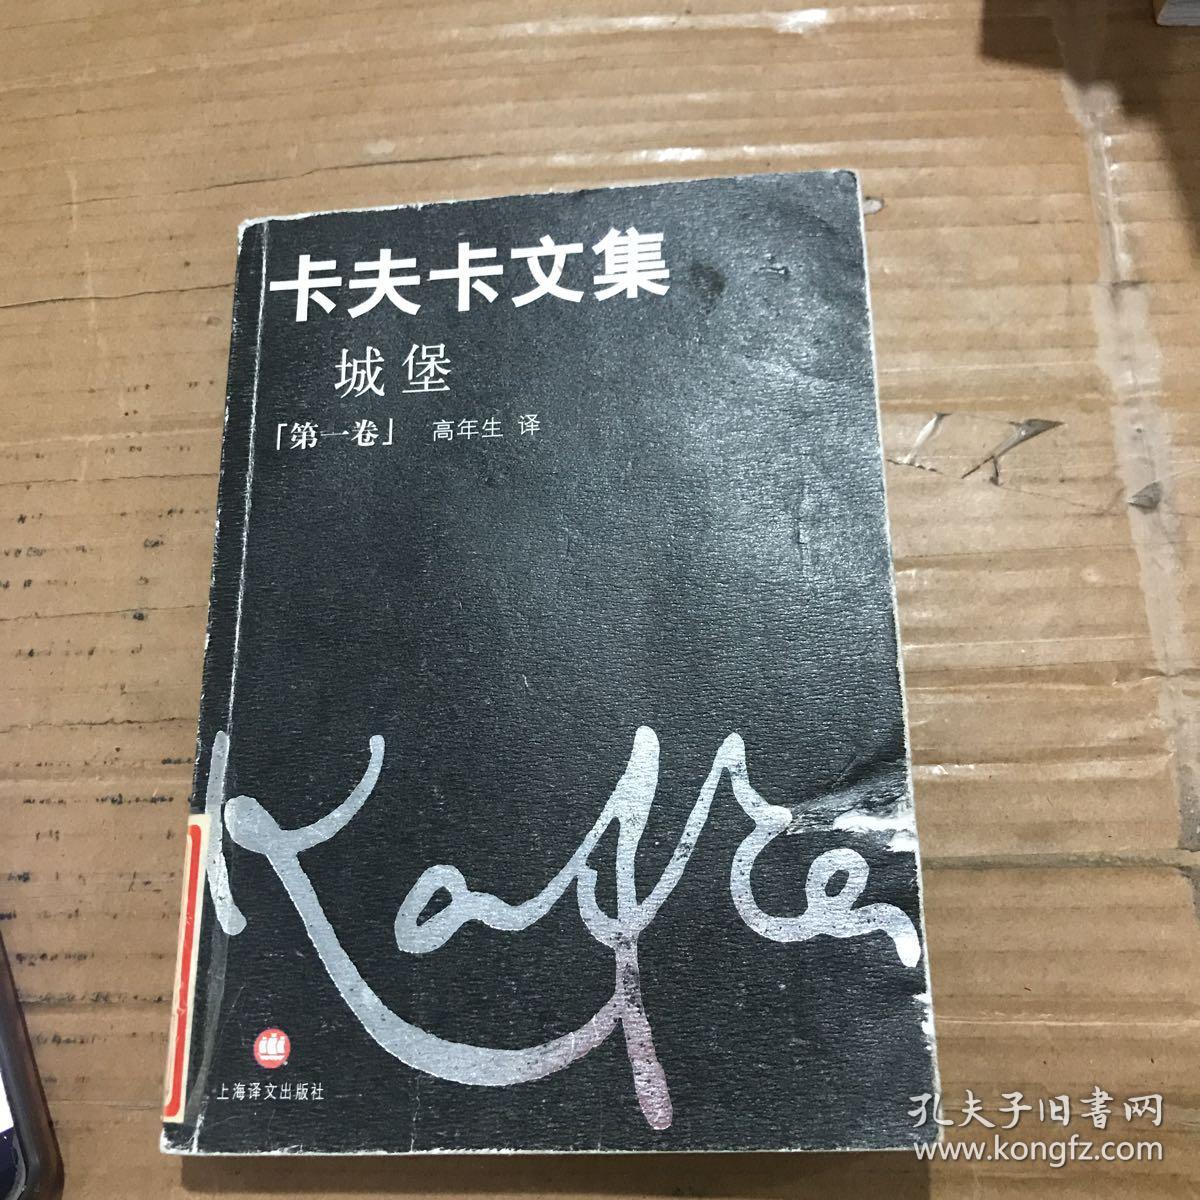 卡夫卡文集
城堡
「第一卷」 高年生 译
Kafka
上海译文出版社
孔夫子旧书网
www.kongfz.com